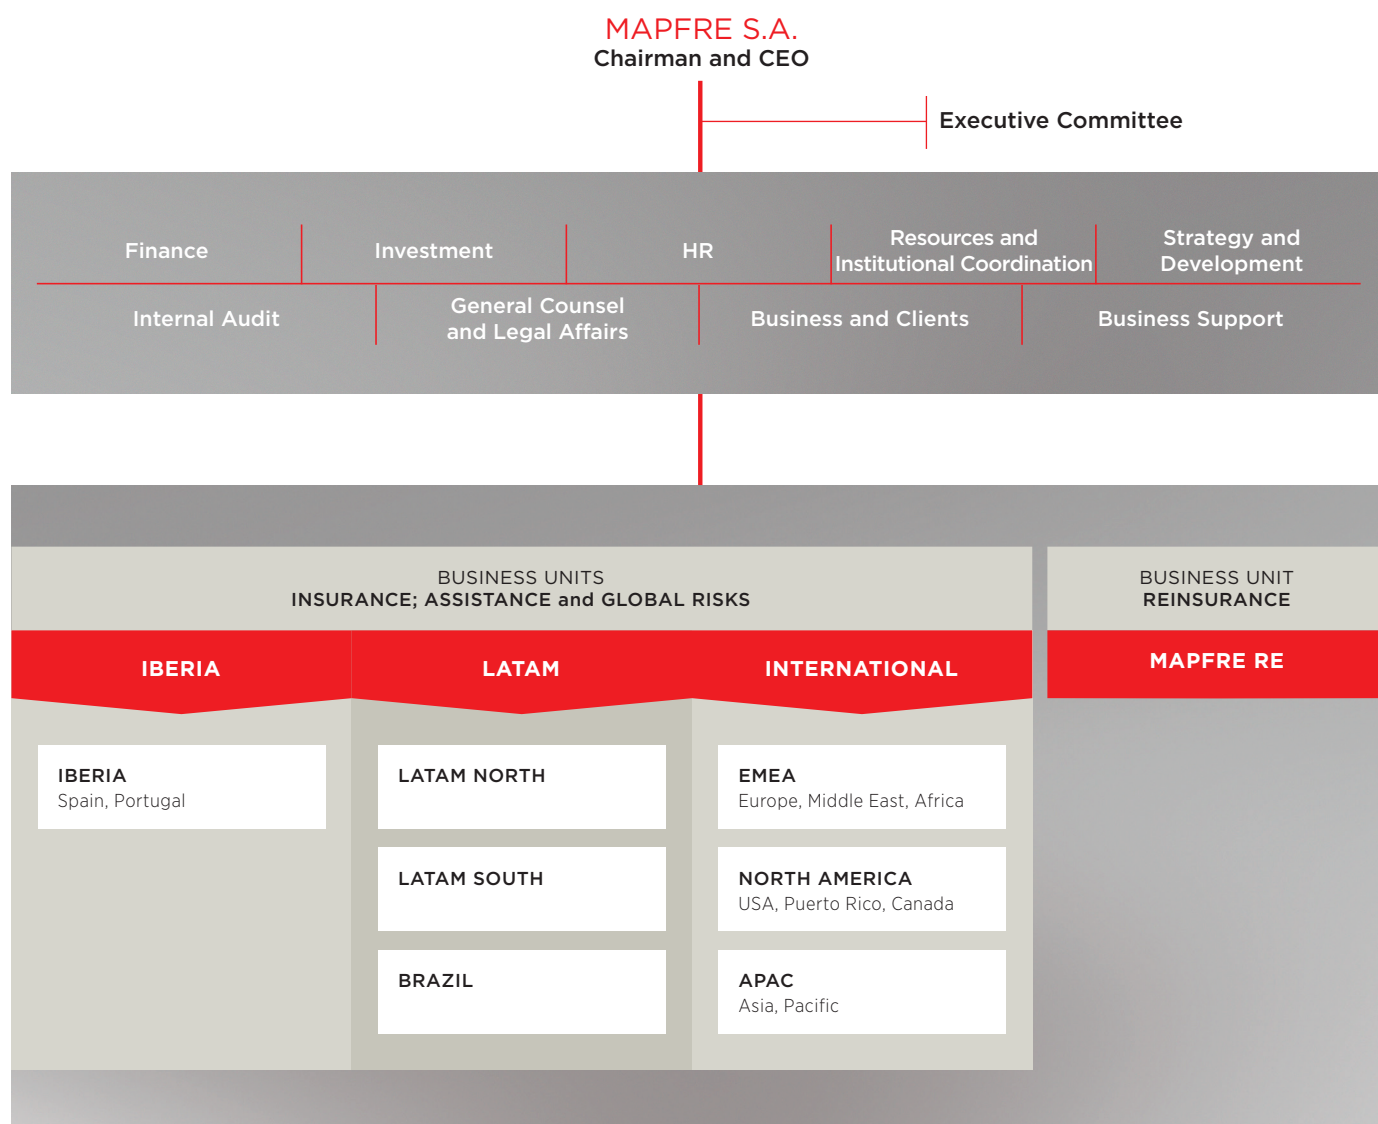 MAPFRE S.A.
Chairman and CEO
Executive Committee
Finance
Investment
HR
Resources and
Institutional Coordination
Strategy and
Development
Internal Audit
General Counsel
and Legal Affairs
Business and Clients
Business Support
BUSINESS UNITS
INSURANCE; ASSISTANCE and GLOBAL RISKS
BUSINESS UNIT
REINSURANCE
IBERIA
LATAM
INTERNATIONAL
MAPFRE RE
IBERIA
Spain, Portugal
LATAM NORTH
LATAM SOUTH
BRAZIL
EMEA
Europe, Middle East, Africa
NORTH AMERICA
USA, Puerto Rico, Canada
APAC
Asia, Pacific